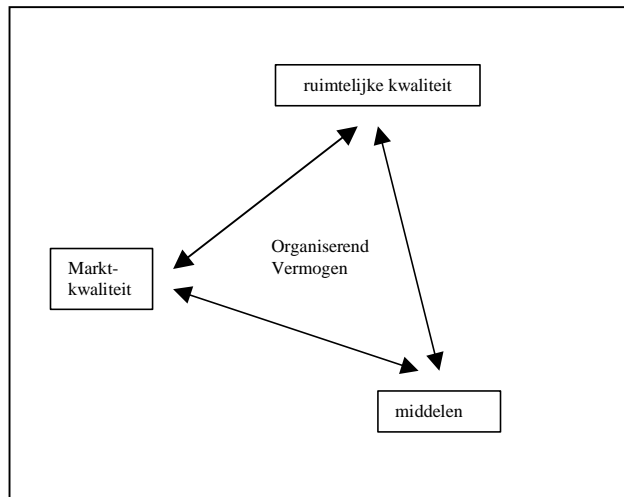 ruimtelijke kwaliteit
Organiserend
Vermogen
Markt-
kwaliteit
middelen